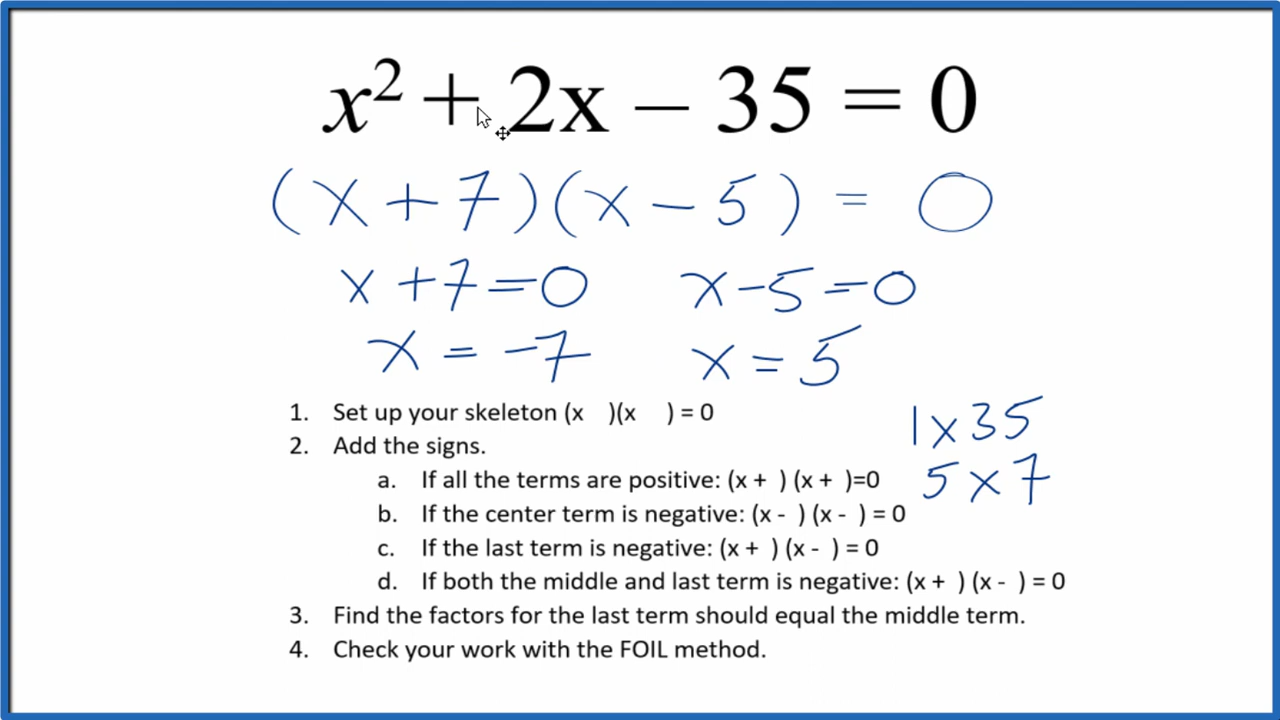 x² + 2x – 35 = 0
(x + 7)(x – 5) = 0
x + 7 = 0 x – 5 = 0
x = –7 x = 5
1. Set up your skeleton (x )(x ) = 0
1 x 35
2. Add the signs.
a. If all the terms are positive: (x + ) (x + )=0
5 x 7
b. If the center term is negative: (x - ) (x - ) = 0
c. If the last term is negative: (x + ) (x - ) = 0
d. If both the middle and last term is negative: (x + ) (x - ) = 0
3. Find the factors for the last term should equal the middle term.
4. Check your work with the FOIL method.